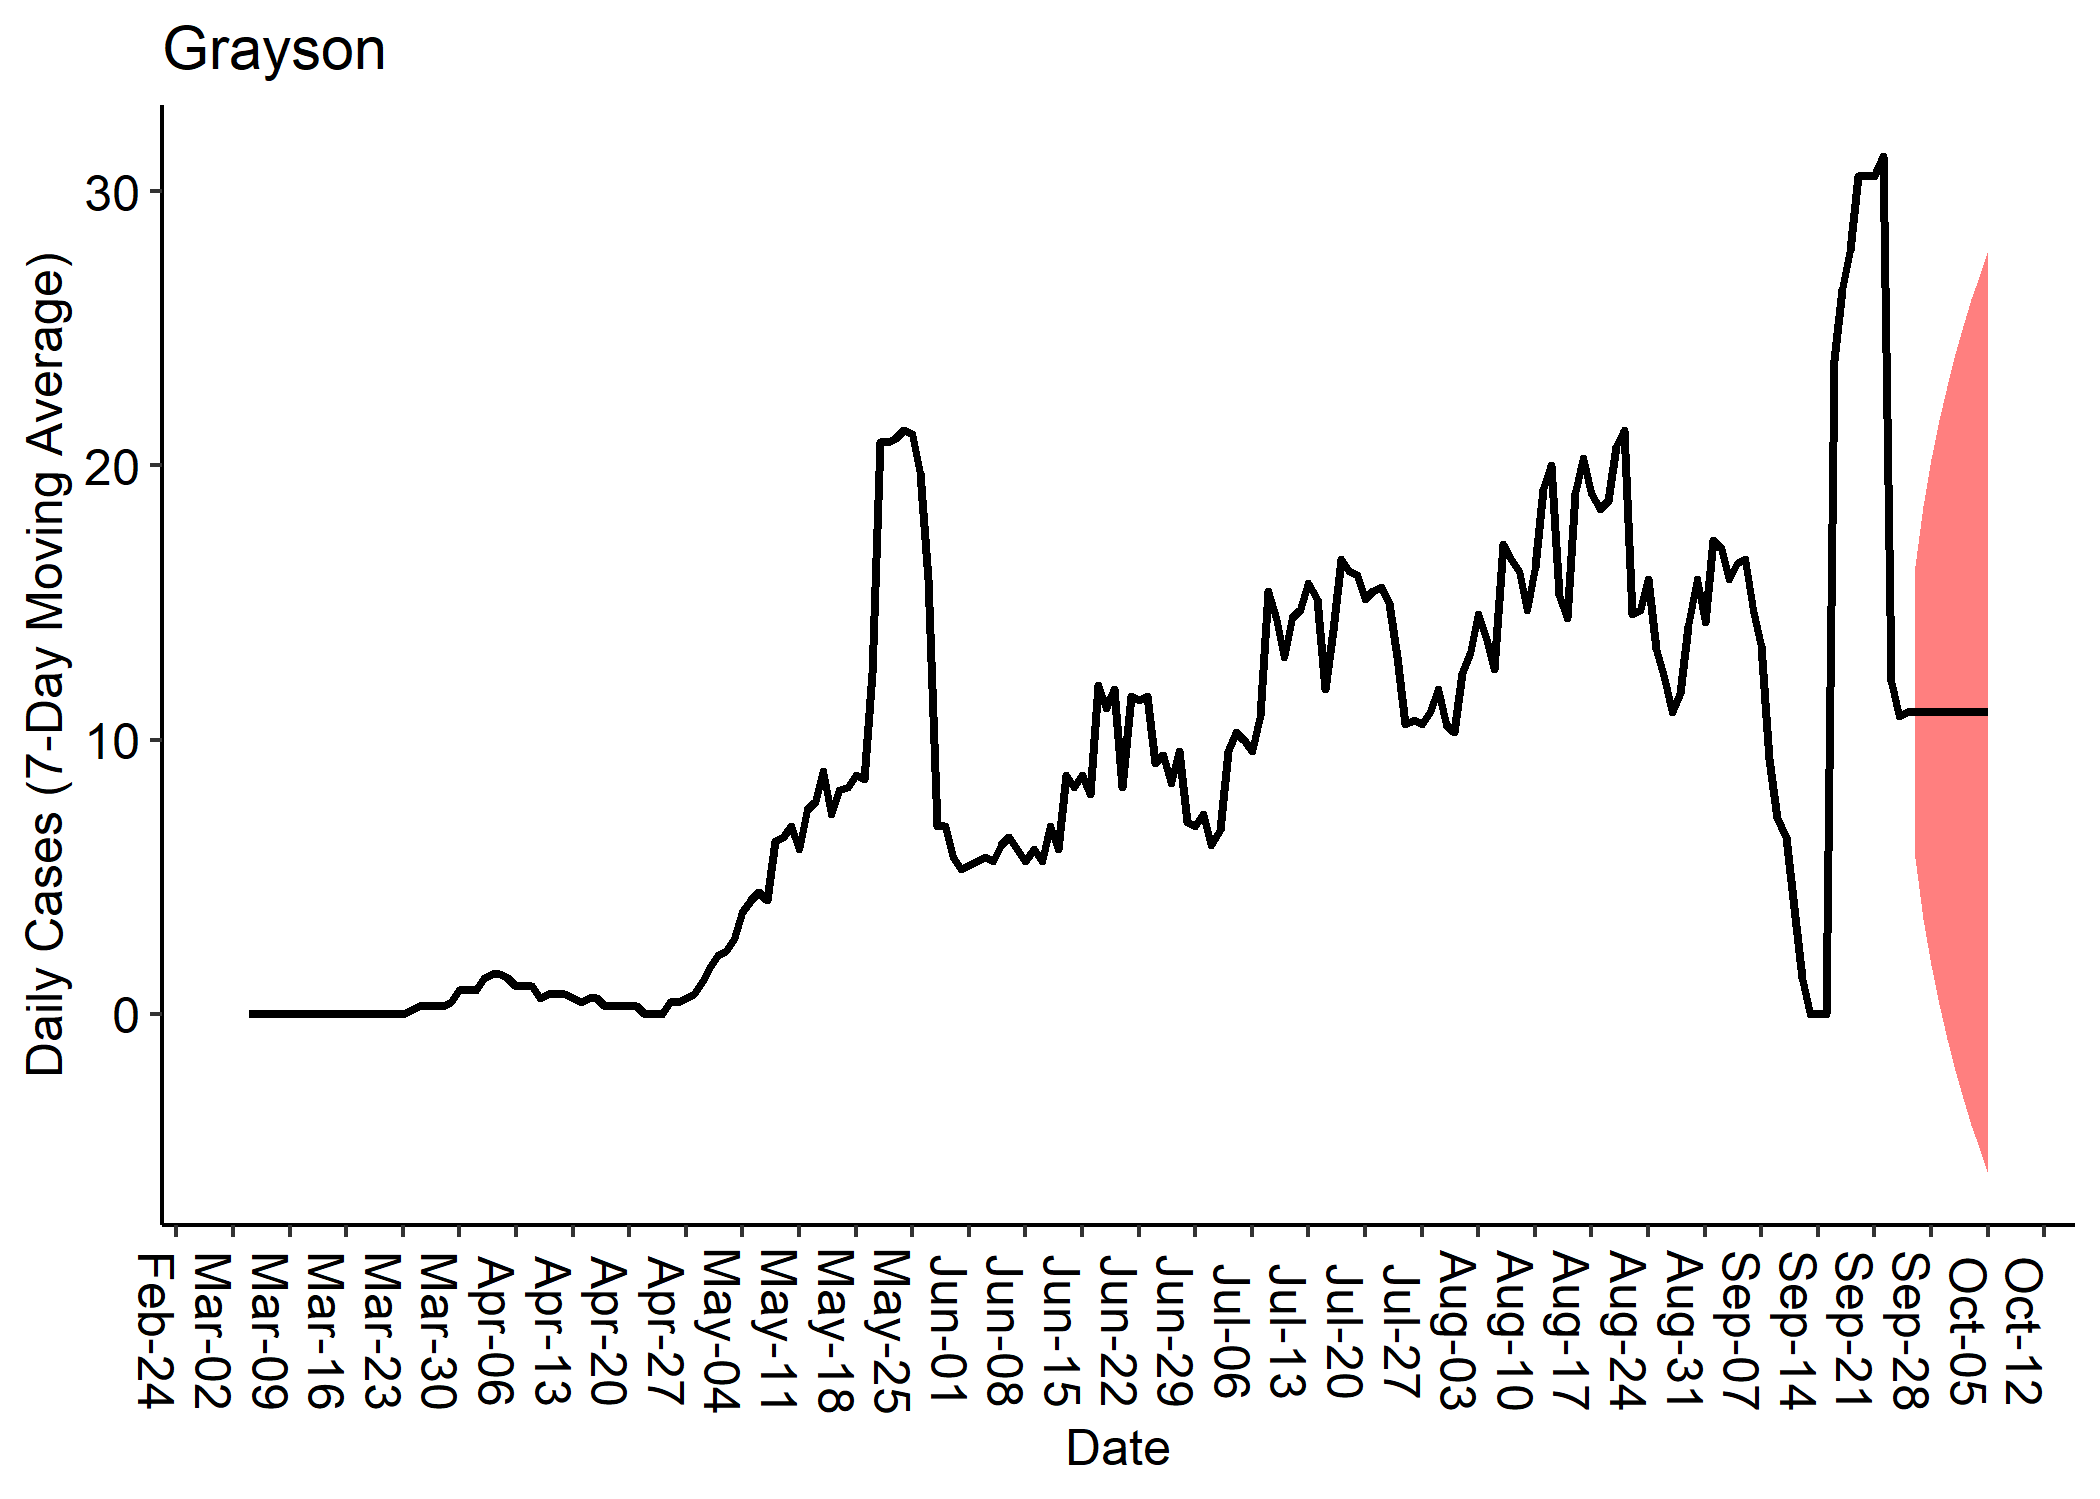 Grayson
Daily Cases (7-Day Moving Average)
30
20
10
0
Feb-24
Mar-02
Mar-09
Mar-16
Mar-23
Mar-30
Apr-06
Apr-13
Apr-20
Apr-27
May-04
May-11
May-18
May-25
Jun-01
Jun-08
Jun-15
Jun-22
Jun-29
Jul-06
Jul-13
Jul-20
Jul-27
Aug-03
Aug-10
Aug-17
Aug-24
Aug-31
Sep-07
Sep-14
Sep-21
Sep-28
Oct-05
Oct-12
Date